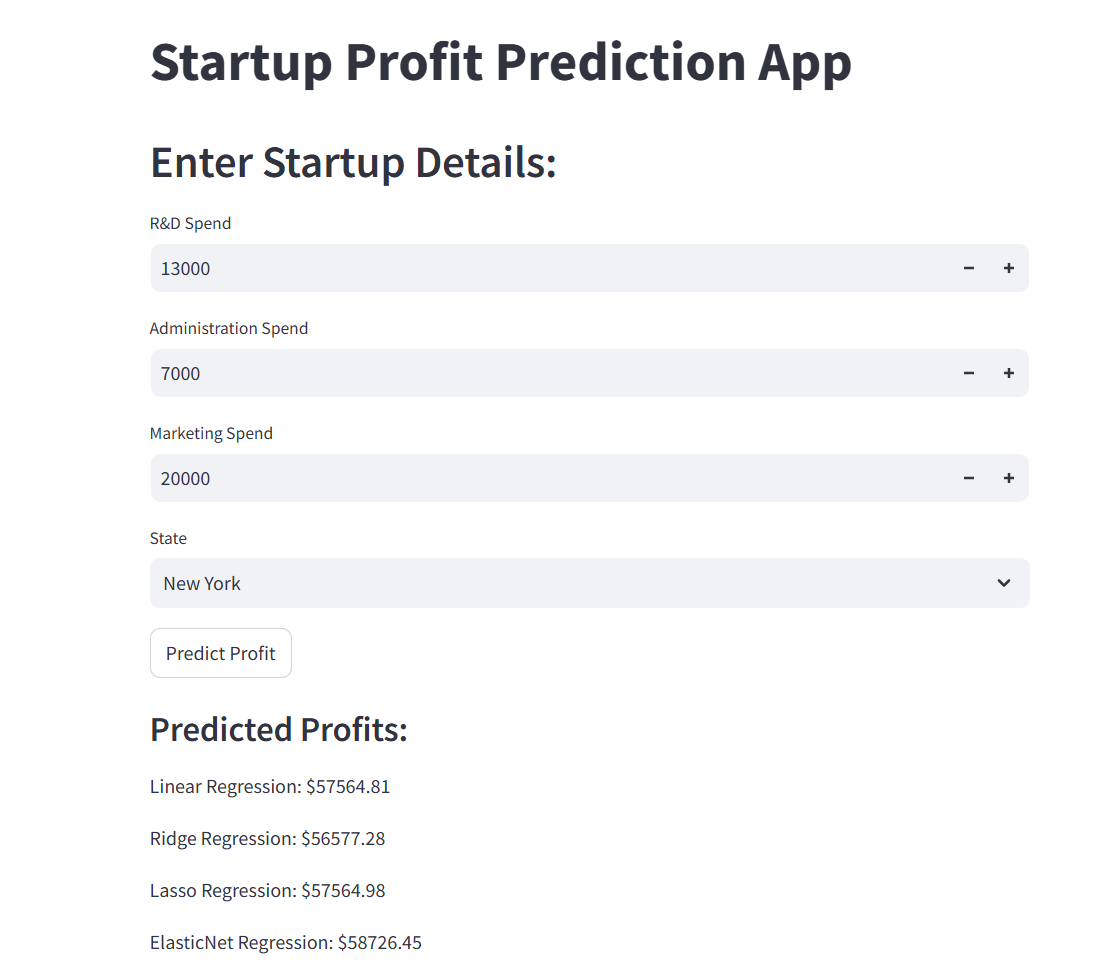 Startup Profit Prediction App
Enter Startup Details:
R&D Spend
13000
Administration Spend
7000
Marketing Spend
20000
State
New York
Predict Profit
Predicted Profits:
Linear Regression: $57564.81
Ridge Regression: $56577.28
Lasso Regression: $57564.98
ElasticNet Regression: $58726.45